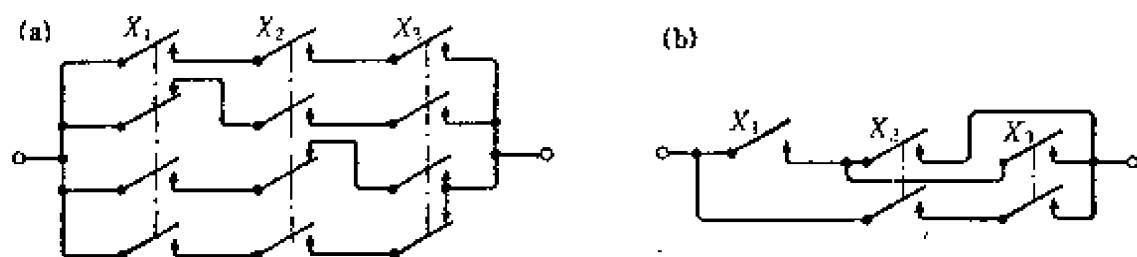 (a) X₁ X₂ X₃
(b)
X₁ X₂ X₃